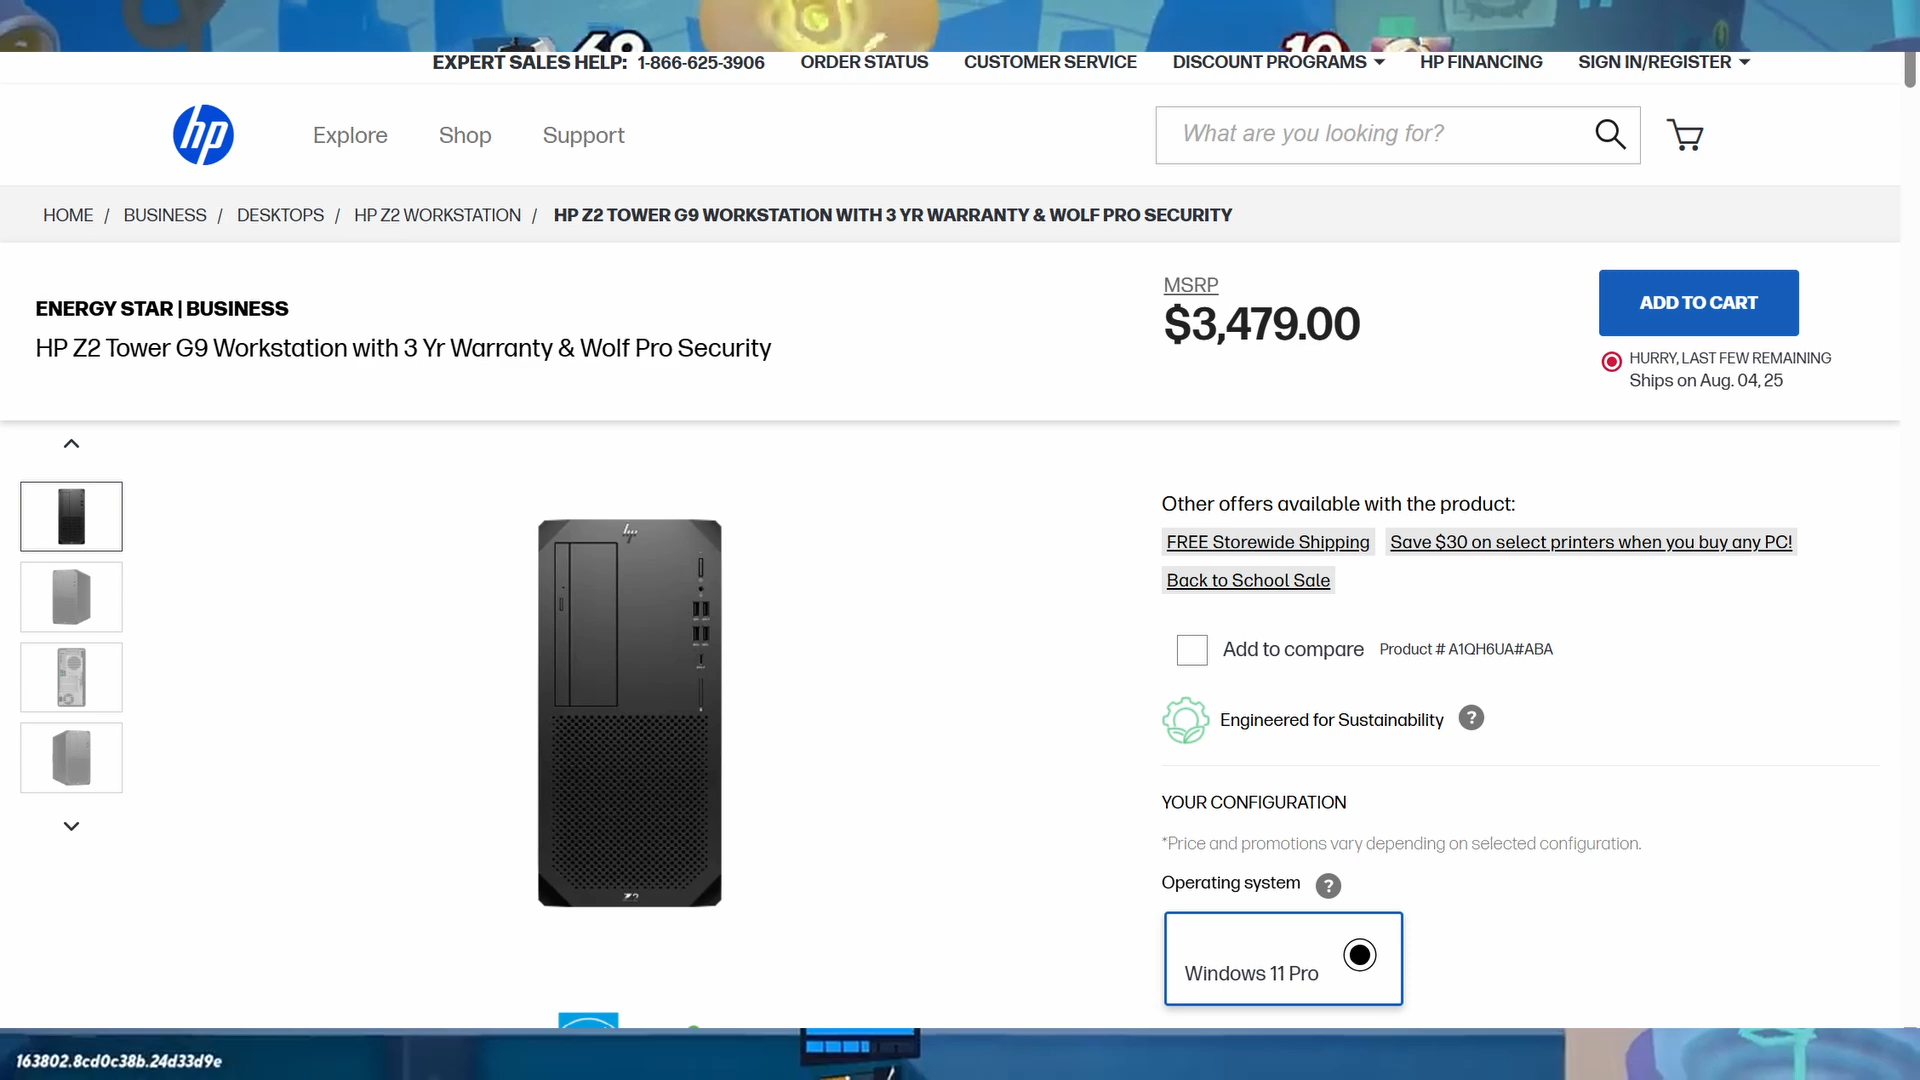 69
10
EXPERT SALES HELP: 1-866-625-3906 ORDER STATUS CUSTOMER SERVICE DISCOUNT PROGRAMS HP FINANCING SIGN IN/REGISTER
hp Explore Shop Support What are you looking for?
HOME / BUSINESS / DESKTOPS / HP Z2 WORKSTATION / HP Z2 TOWER G9 WORKSTATION WITH 3 YR WARRANTY & WOLF PRO SECURITY
ENERGY STAR | BUSINESS
HP Z2 Tower G9 Workstation with 3 Yr Warranty & Wolf Pro Security
MSRP
$3,479.00
ADD TO CART
HURRY, LAST FEW REMAINING
Ships on Aug. 04, 25
hp
Z2
Other offers available with the product:
FREE Storewide Shipping Save $30 on select printers when you buy any PC!
Back to School Sale
Add to compare Product # A1QH6UA#ABA
Engineered for Sustainability ?
YOUR CONFIGURATION
*Price and promotions vary depending on selected configuration.
Operating system ?
Windows 11 Pro
163802.8cd0c38b.24d33d9e